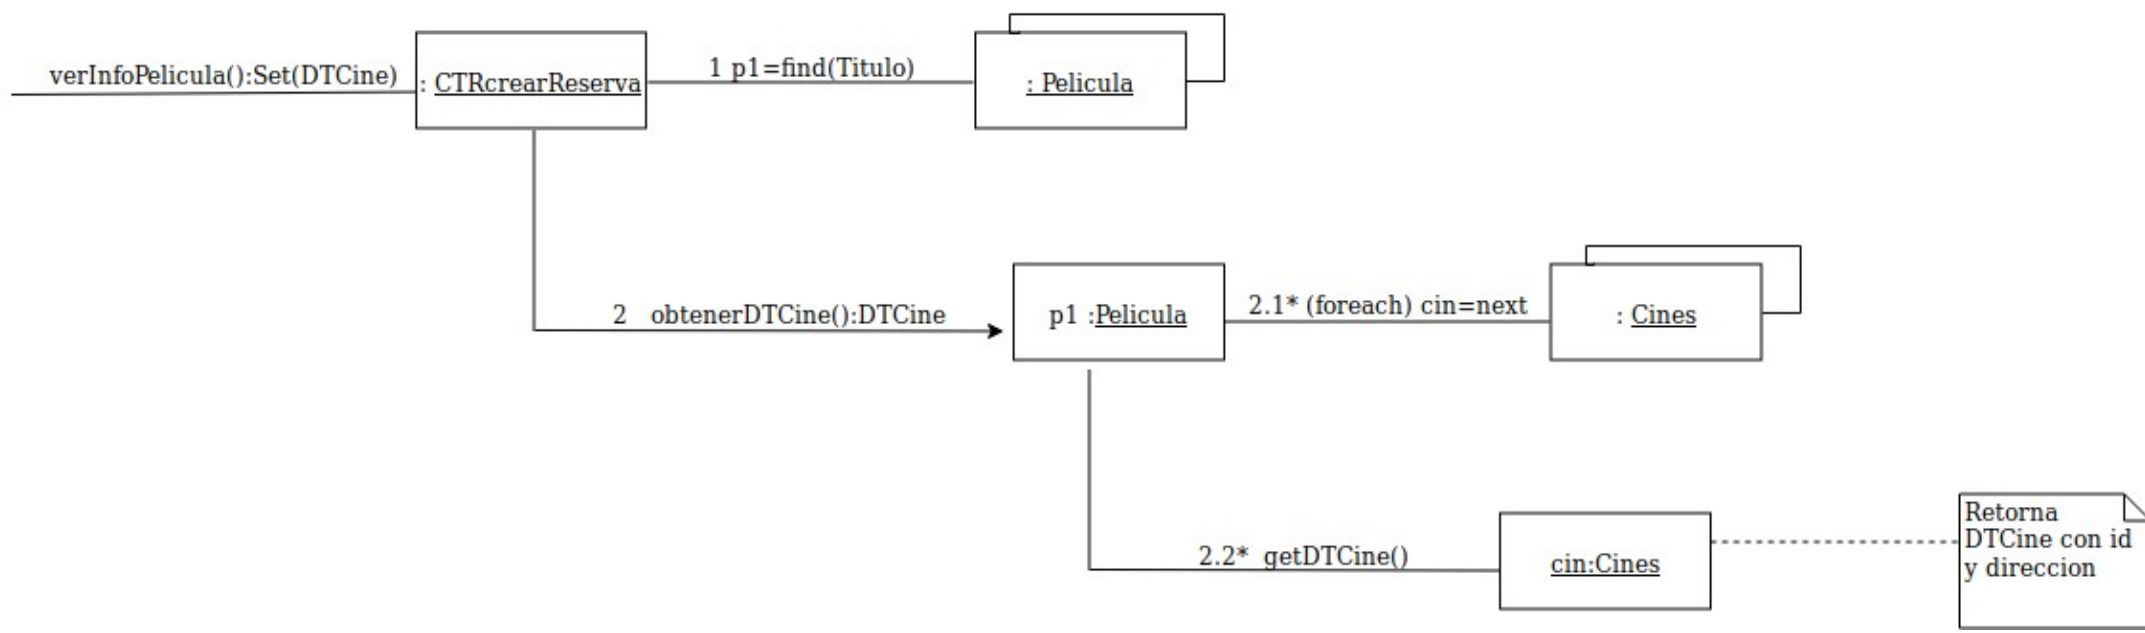 verInfoPelicula():Set(DTCine)
: CTRcrearReserva
1 p1=find(Titulo)
: Pelicula
2 obtenerDTCine():DTCine
p1 :Pelicula
2.1* (foreach) cin=next
: Cines
2.2* getDTCine()
cin:Cines
Retorna
DTCine con id
y direccion